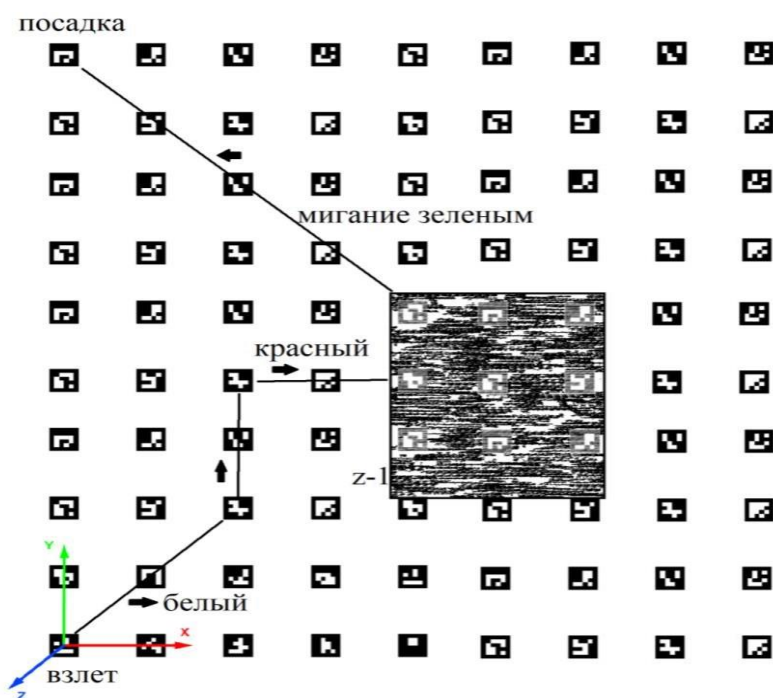 посадка
мигание зеленым
красный
z-1
Y
белый
X
взлет
Z